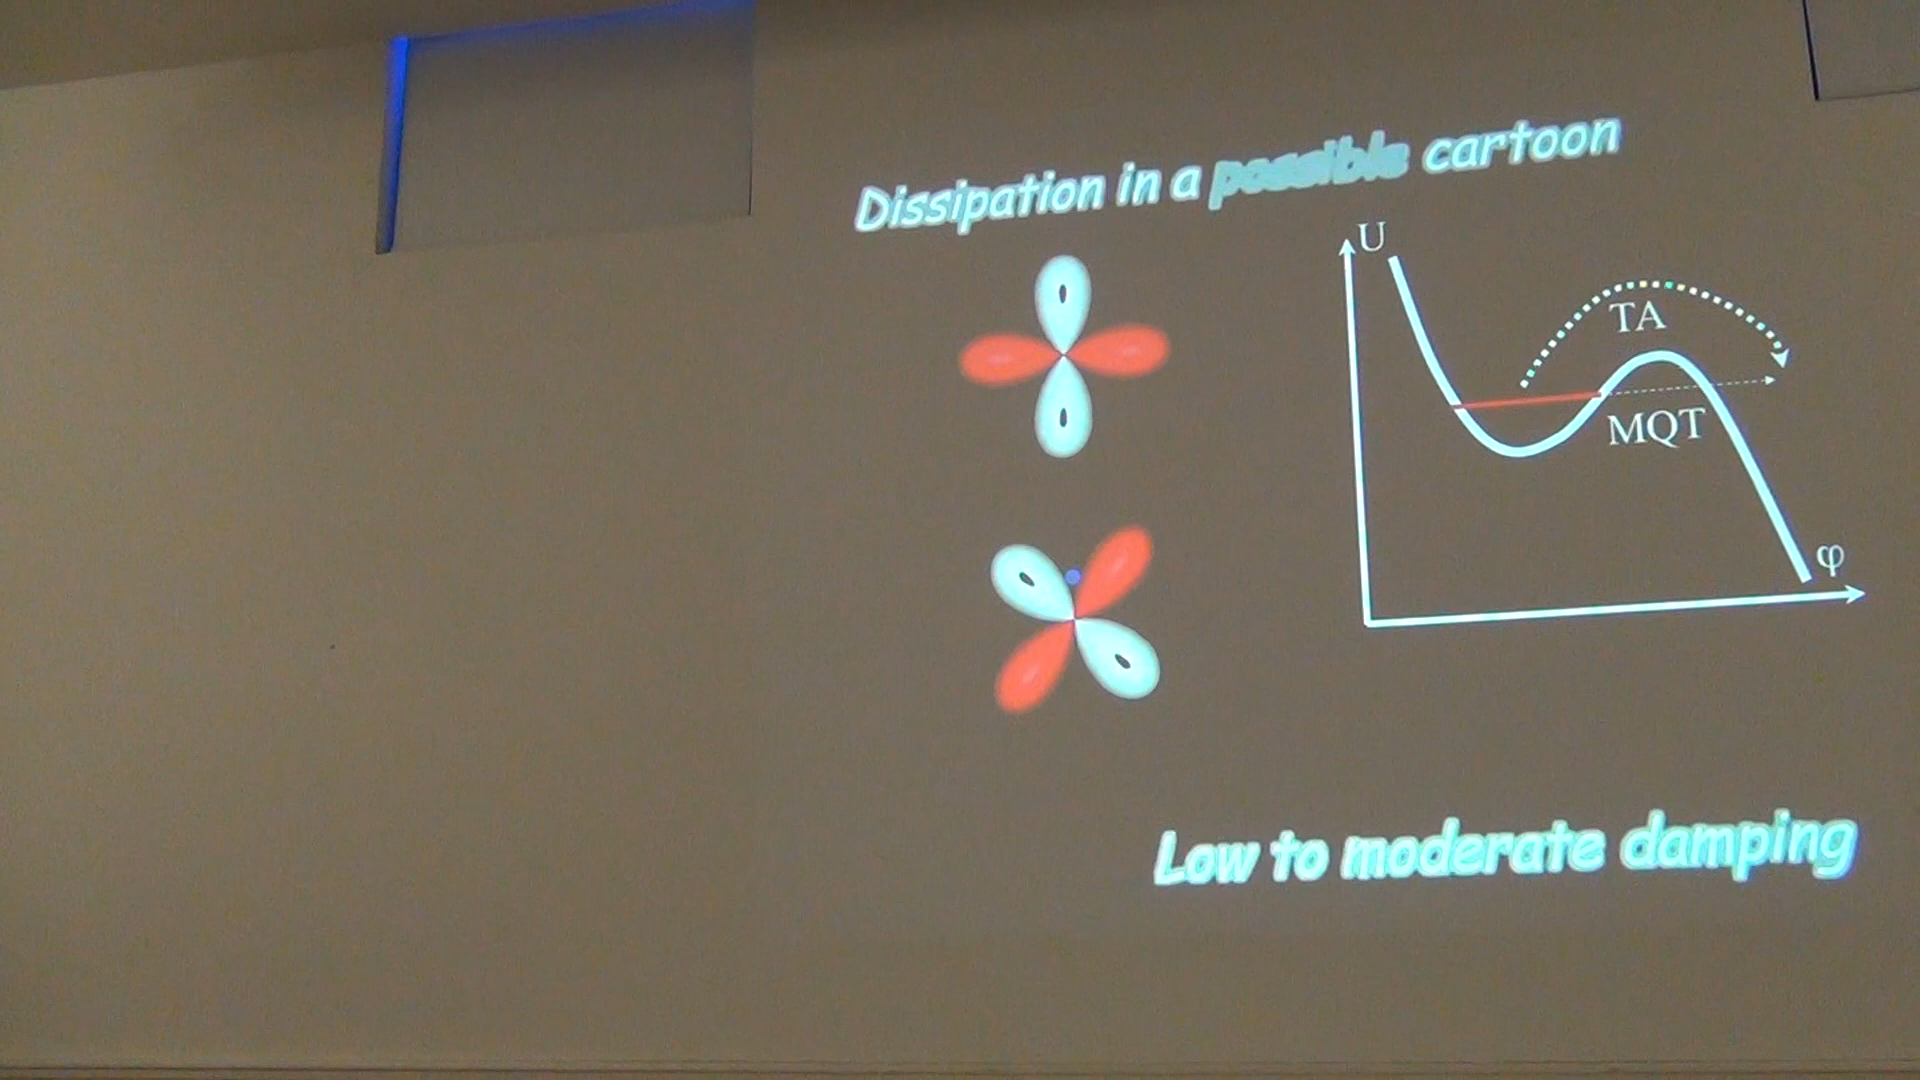 Dissipation in a possible cartoon
U
TA
MQT
φ
Low to moderate damping